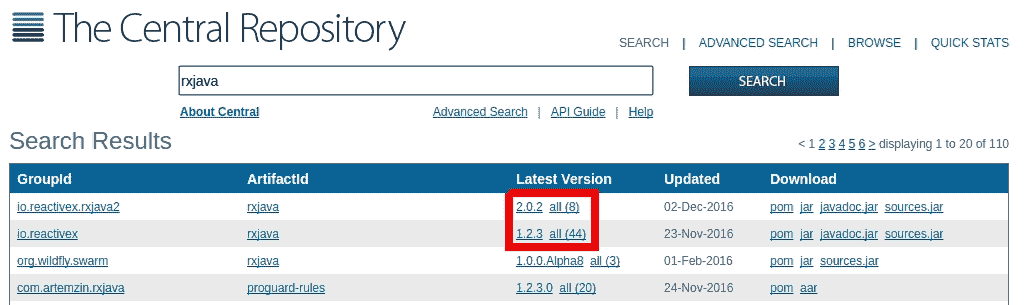 The Central Repository
SEARCH | ADVANCED SEARCH | BROWSE | QUICK STATS
rxjava SEARCH
About Central Advanced Search | API Guide | Help
Search Results < 1 2 3 4 5 6 > displaying 1 to 20 of 110
GroupId ArtifactId Latest Version Updated Download
io.reactivex.rxjava2 rxjava 2.0.2 all (8) 02-Dec-2016 pom jar javadoc.jar sources.jar
io.reactivex rxjava 1.2.3 all (44) 23-Nov-2016 pom jar javadoc.jar sources.jar
org.wildfly.swarm rxjava 1.0.0.Alpha8 all (3) 01-Feb-2016 pom jar sources.jar
com.artemzin.rxjava proguard-rules 1.2.3.0 all (20) 24-Nov-2016 pom aar